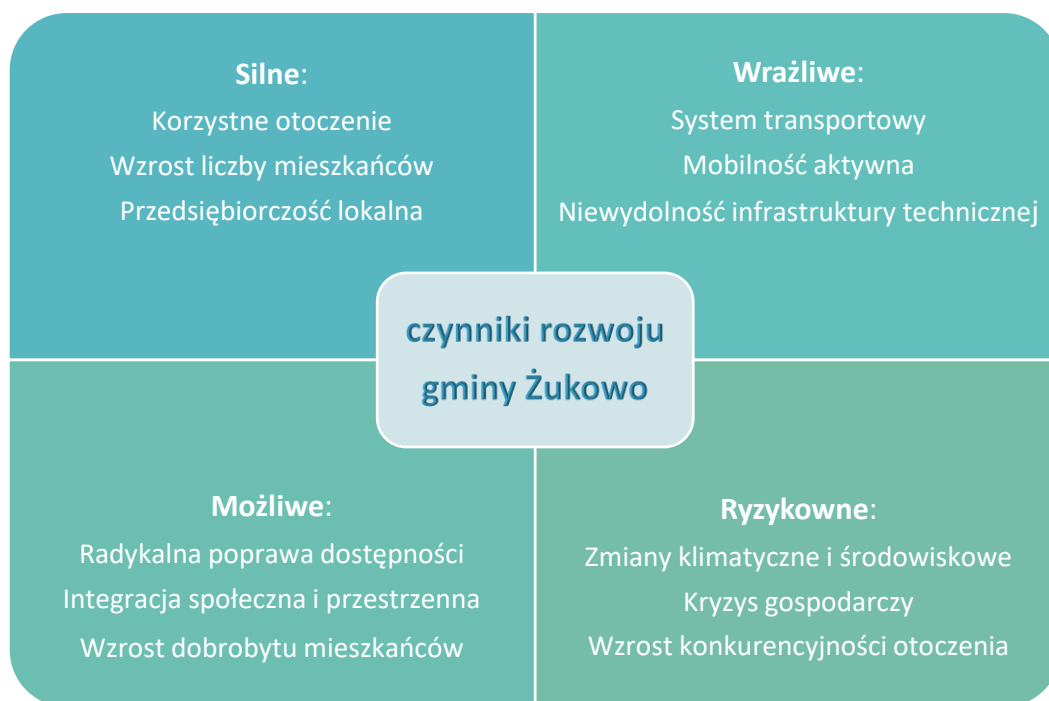 Silne:
Korzystne otoczenie
Wzrost liczby mieszkańców
Przedsiębiorczość lokalna
Wrażliwe:
System transportowy
Mobilność aktywna
Niewydolność infrastruktury technicznej
czynniki rozwoju
gminy Żukowo
Możliwe:
Radykalna poprawa dostępności
Integracja społeczna i przestrzenna
Wzrost dobrobytu mieszkańców
Ryzykowne:
Zmiany klimatyczne i środowiskowe
Kryzys gospodarczy
Wzrost konkurencyjności otoczenia